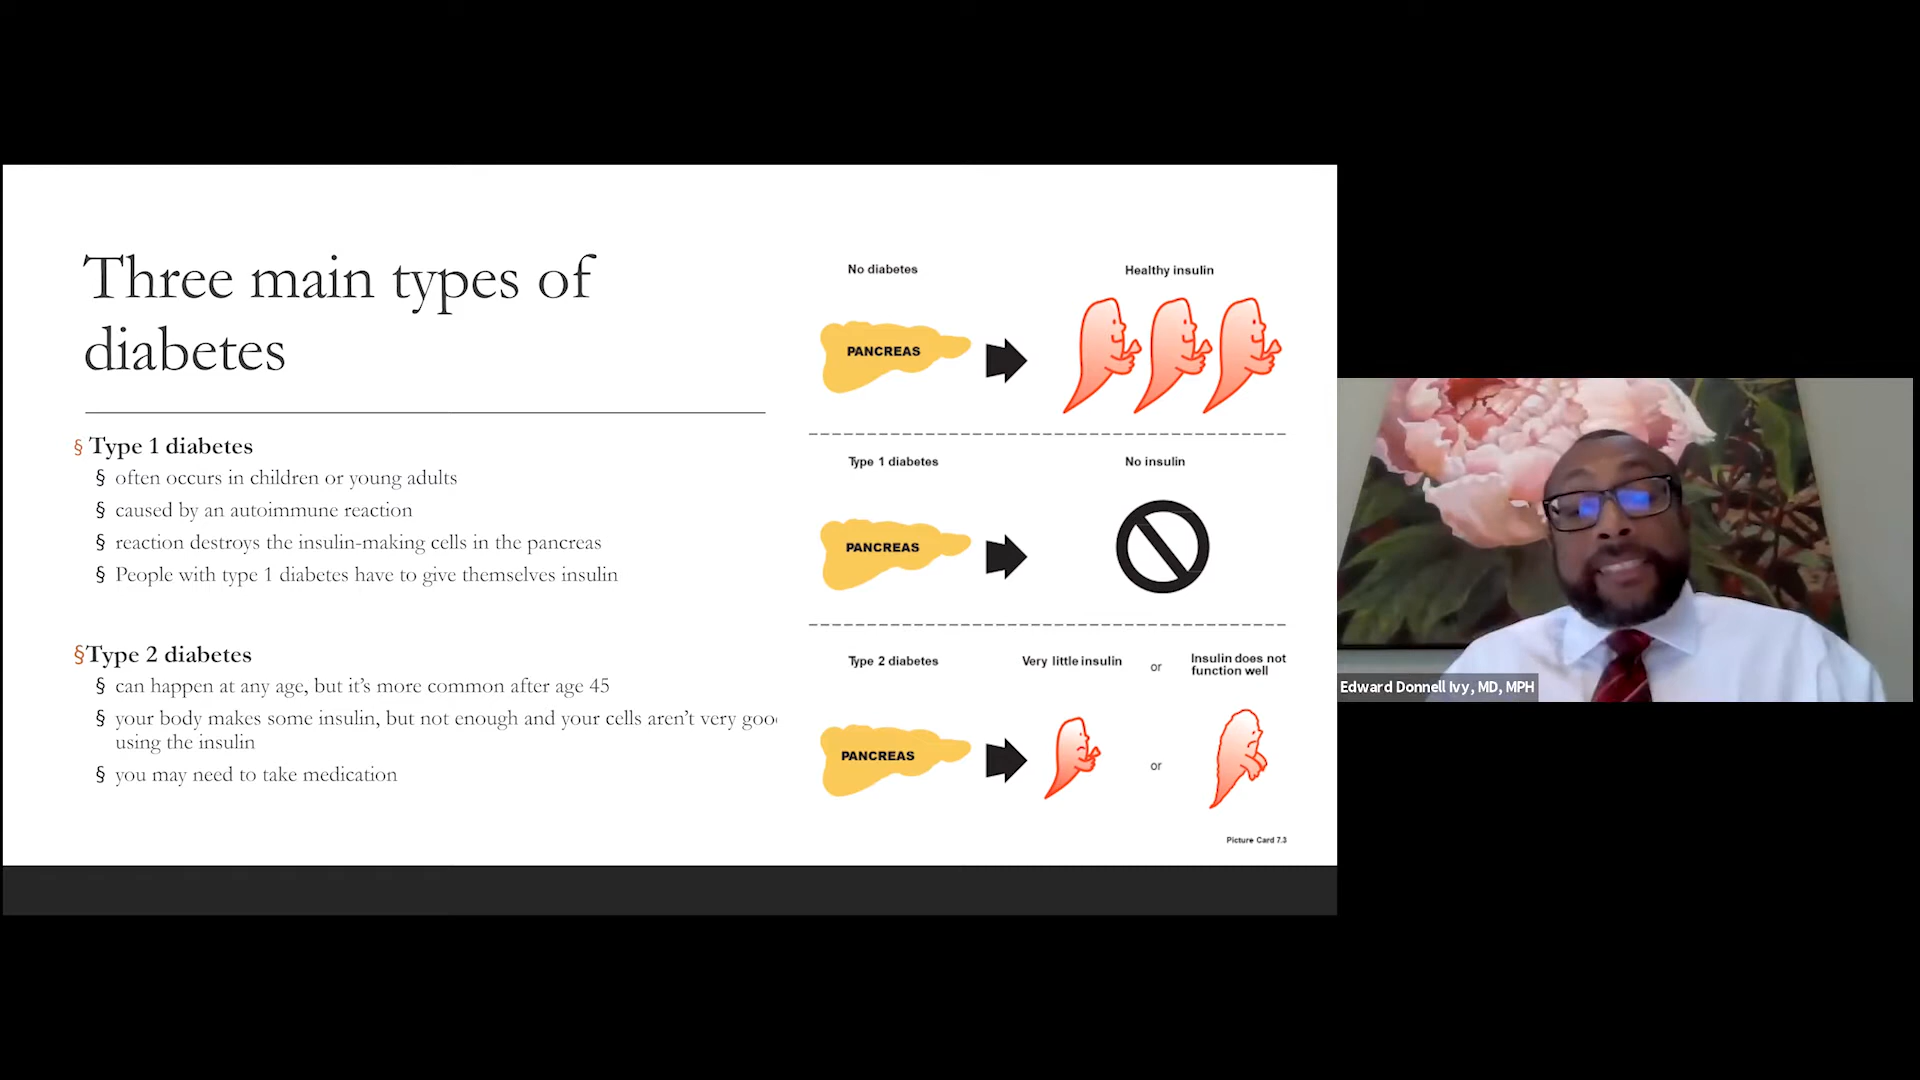 Three main types of
diabetes
§ Type 1 diabetes
§ often occurs in children or young adults
§ caused by an autoimmune reaction
§ reaction destroys the insulin-making cells in the pancreas
§ People with type 1 diabetes have to give themselves insulin
§Type 2 diabetes
§ can happen at any age, but it’s more common after age 45
§ your body makes some insulin, but not enough and your cells aren’t very
using the insulin
§ you may need to take medication
No diabetes
Healthy insulin
PANCREAS
Type 1 diabetes
No insulin
PANCREAS
Type 2 diabetes
Very little insulin
or
Insulin does not
function well
PANCREAS
or
Picture Card 7.3
Edward Donnell Ivy, MD, MPH